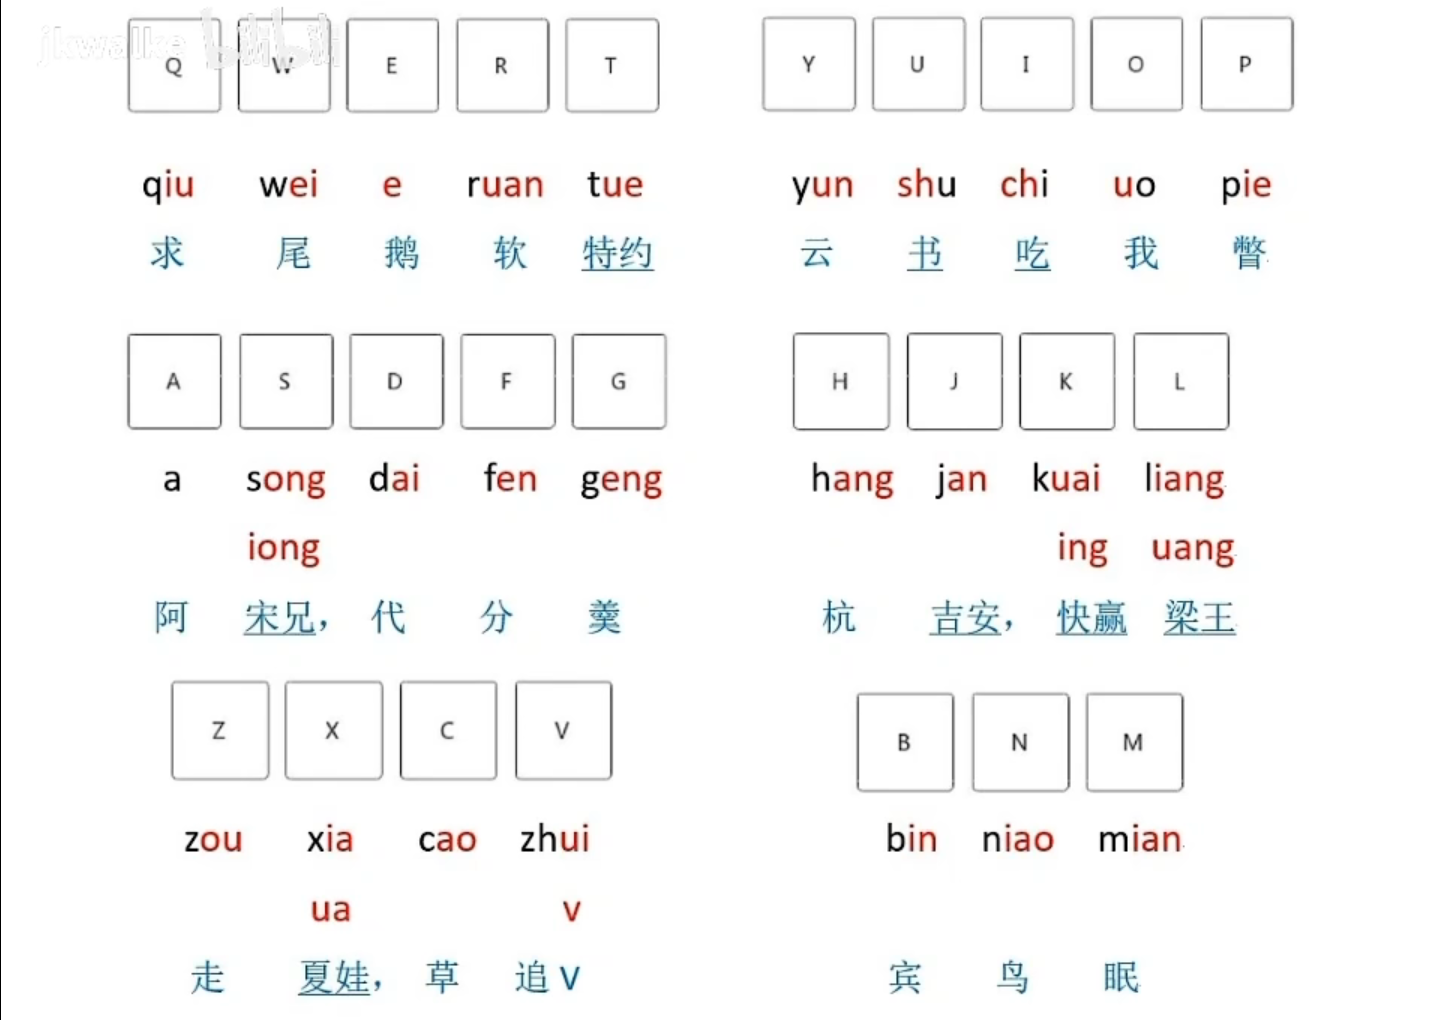 jkwalke bilibili
Q W E R T Y U I O P
qiu wei e ruan tue yun shu chi uo pie
求 尾 鹅 软 特约 云 书 吃 我 瞥
A S D F G H J K L
a song dai fen geng hang jan kuai liang
iong ing uang
阿 宋兄， 代 分 羹 杭 吉安， 快赢 梁王
Z X C V B N M
zou xia cao zhui bin niao mian
ua v
走 夏娃， 草 追 V 宾 鸟 眠